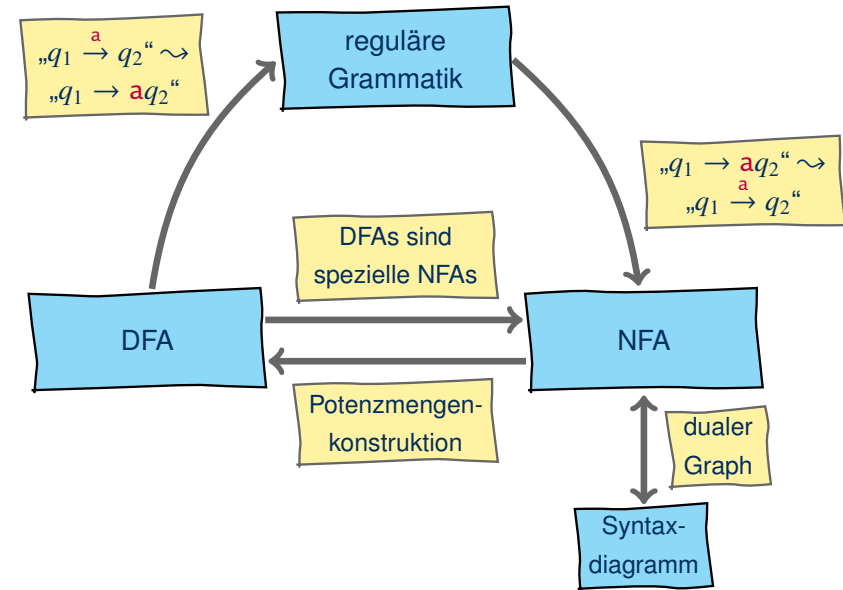 „q₁ →ᵃ q₂“ ⇝
„q₁ → aq₂“
reguläre
Grammatik
„q₁ → aq₂“ ⇝
„q₁ →ᵃ q₂“
DFAs sind
spezielle NFAs
DFA
NFA
Potenzmengen-
konstruktion
dualer
Graph
Syntax-
diagramm